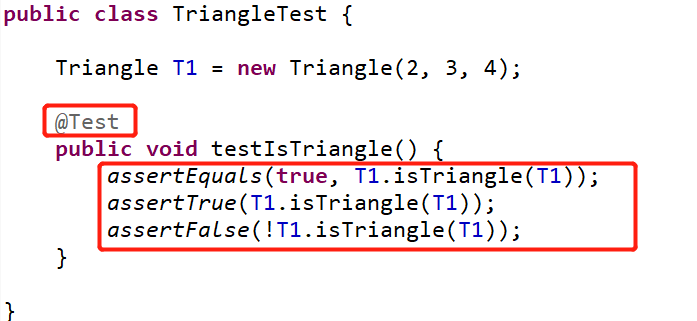 public class TriangleTest {
Triangle T1 = new Triangle(2, 3, 4);
@Test
public void testIsTriangle() {
assertEquals(true, T1.isTriangle(T1));
assertTrue(T1.isTriangle(T1));
assertFalse(!T1.isTriangle(T1));
}
}